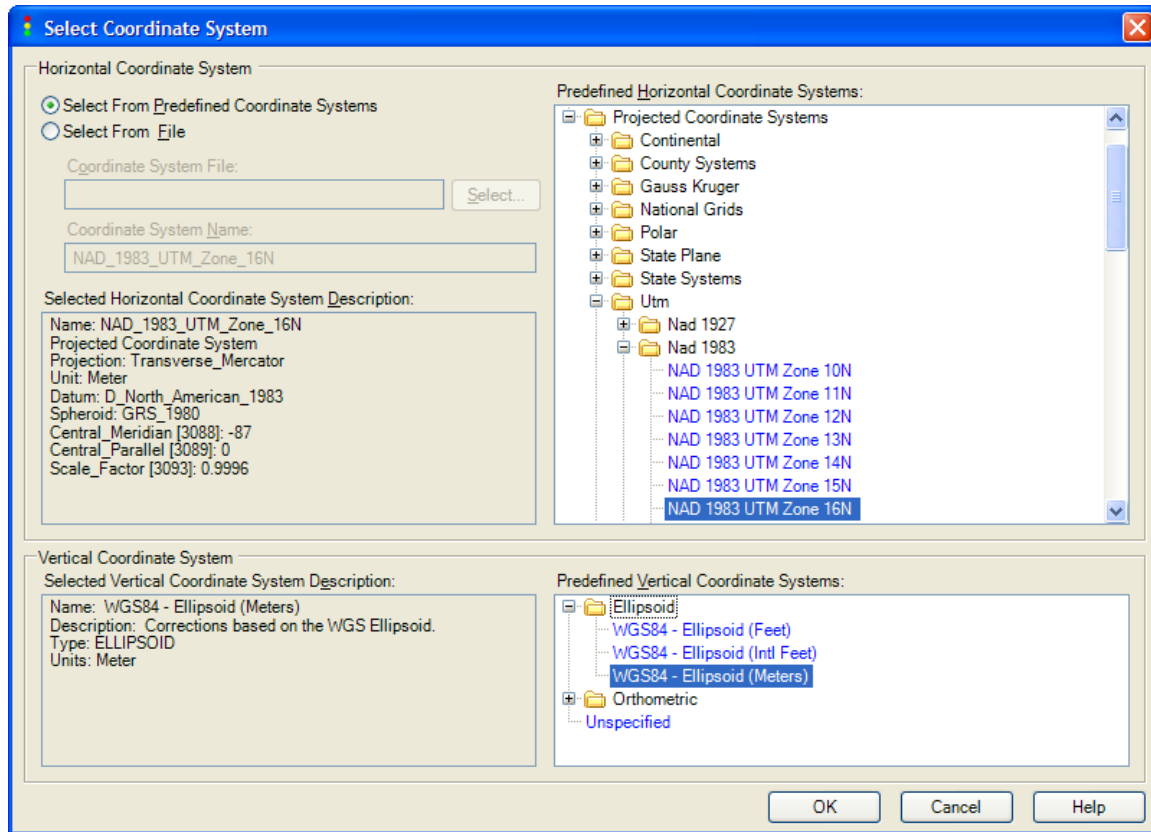 Select Coordinate System
Horizontal Coordinate System
Select From Predefined Coordinate Systems
Select From File
Coordinate System File:
Select...
Coordinate System Name:
NAD_1983_UTM_Zone_16N
Selected Horizontal Coordinate System Description:
Name: NAD_1983_UTM_Zone_16N
Projected Coordinate System
Projection: Transverse_Mercator
Unit: Meter
Datum: D_North_American_1983
Spheroid: GRS_1980
Central_Meridian [3088]: -87
Central_Parallel [3089]: 0
Scale_Factor [3093]: 0.9996
Predefined Horizontal Coordinate Systems:
Projected Coordinate Systems
Continental
County Systems
Gauss Kruger
National Grids
Polar
State Plane
State Systems
Utm
Nad 1927
Nad 1983
NAD 1983 UTM Zone 10N
NAD 1983 UTM Zone 11N
NAD 1983 UTM Zone 12N
NAD 1983 UTM Zone 13N
NAD 1983 UTM Zone 14N
NAD 1983 UTM Zone 15N
NAD 1983 UTM Zone 16N
Vertical Coordinate System
Selected Vertical Coordinate System Description:
Name: WGS84 - Ellipsoid (Meters)
Description: Corrections based on the WGS Ellipsoid.
Type: ELLIPSOID
Units: Meter
Predefined Vertical Coordinate Systems:
Ellipsoid
WGS84 - Ellipsoid (Feet)
WGS84 - Ellipsoid (Intl Feet)
WGS84 - Ellipsoid (Meters)
Orthometric
Unspecified
OK
Cancel
Help